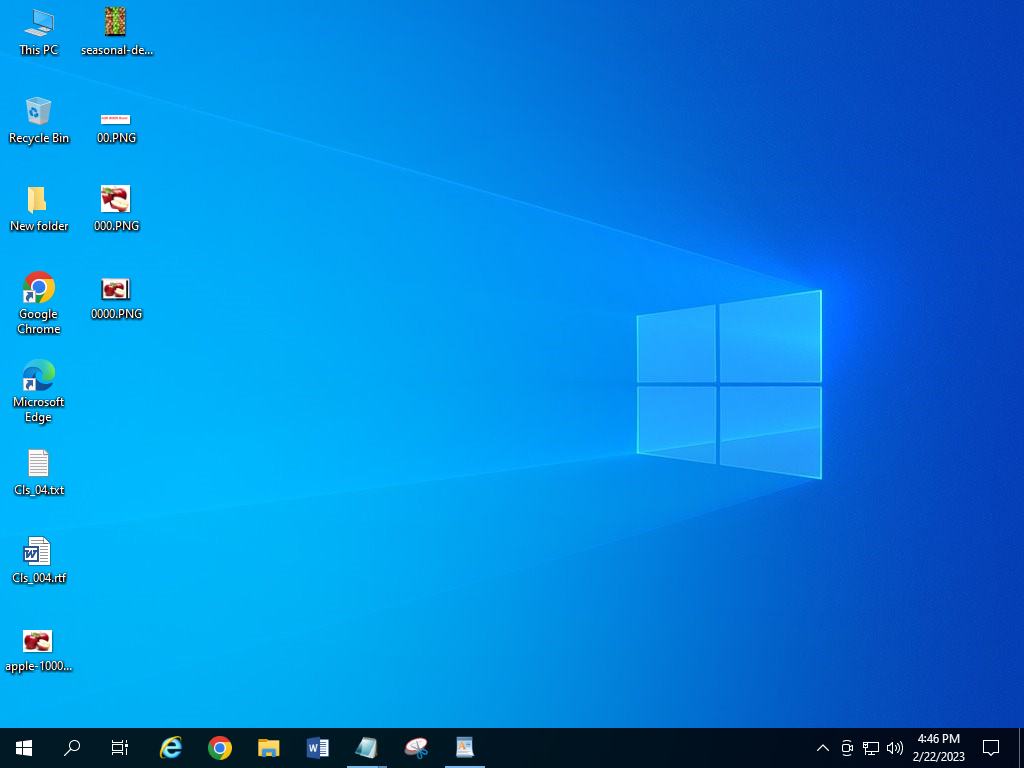 This PC
seasonal-de...
Recycle Bin
00.PNG
New folder
000.PNG
Google
Chrome
0000.PNG
Microsoft
Edge
Cls_04.txt
Cls_004.rtf
apple-1000...
4:46 PM
2/22/2023